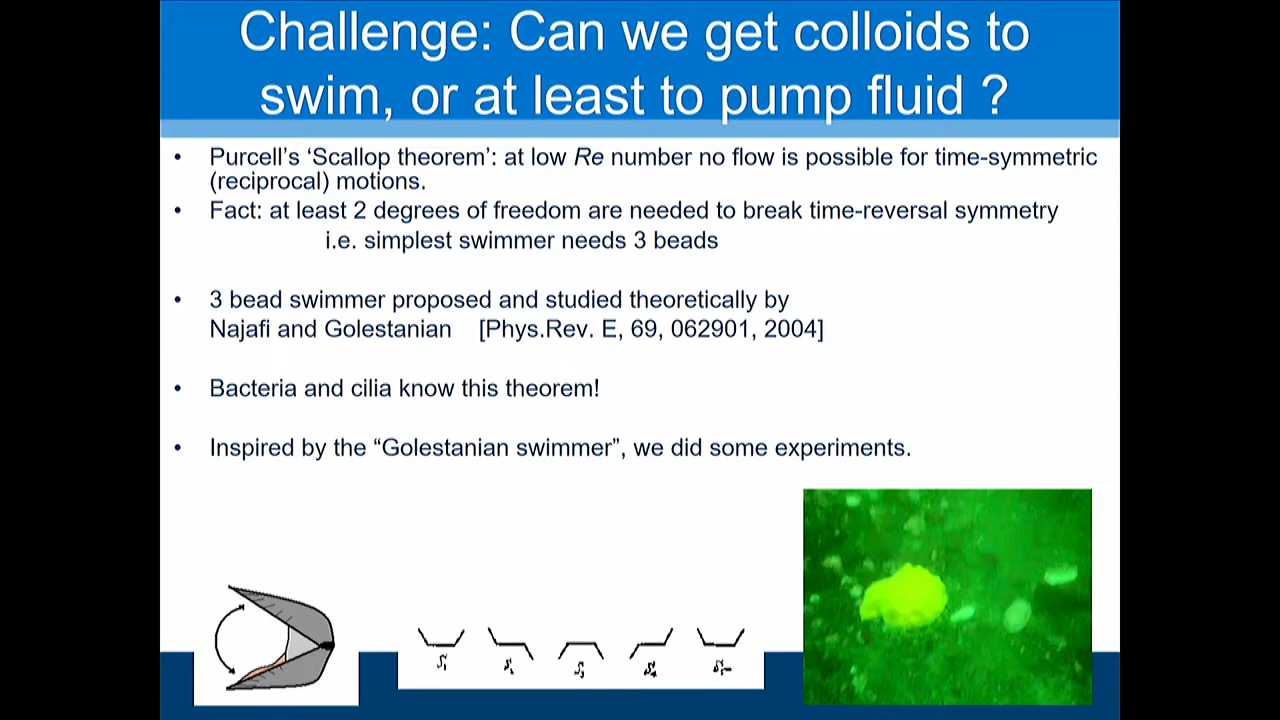 Challenge: Can we get colloids to
swim, or at least to pump fluid ?
• Purcell's 'Scallop theorem': at low Re number no flow is possible for time-symmetric
(reciprocal) motions.
• Fact: at least 2 degrees of freedom are needed to break time-reversal symmetry
i.e. simplest swimmer needs 3 beads
• 3 bead swimmer proposed and studied theoretically by
Najafi and Golestanian [Phys.Rev. E, 69, 062901, 2004]
• Bacteria and cilia know this theorem!
• Inspired by the “Golestanian swimmer”, we did some experiments.
S₁ S₂ S₃ S₄